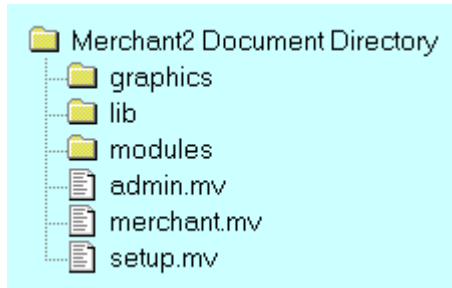 Merchant2 Document Directory
graphics
lib
modules
admin.mv
merchant.mv
setup.mv